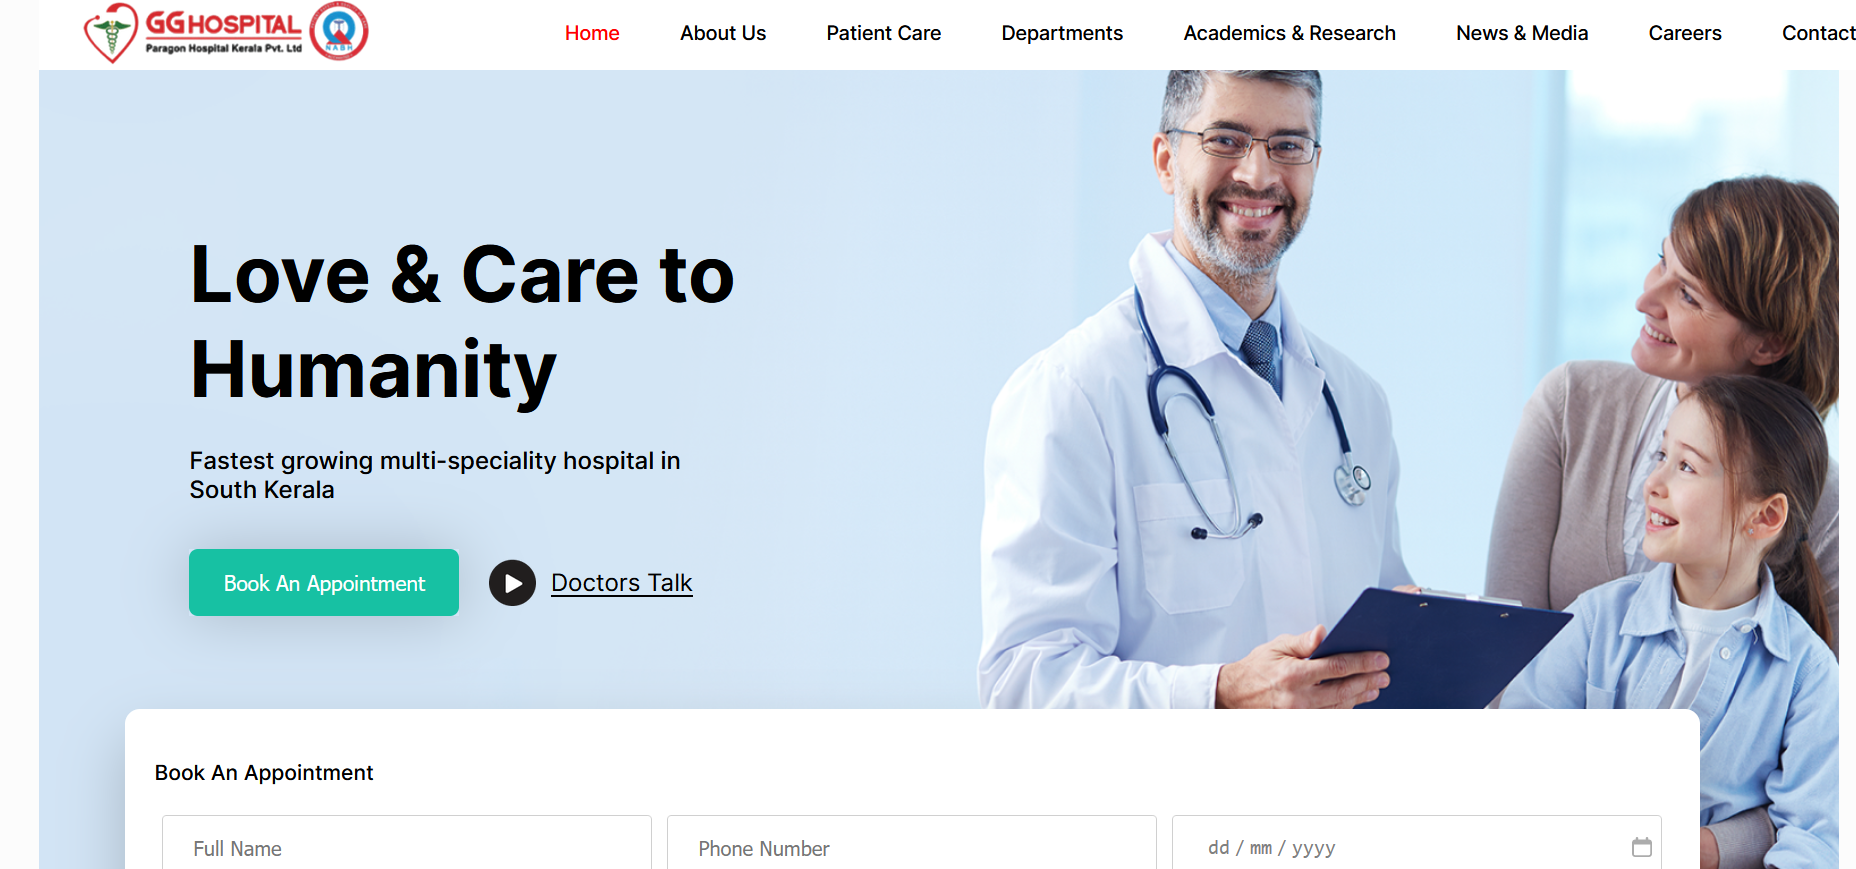 GG HOSPITAL
Paragon Hospital Kerala Pvt. Ltd
NABH
Home
About Us
Patient Care
Departments
Academics & Research
News & Media
Careers
Contact
Love & Care to
Humanity
Fastest growing multi-speciality hospital in
South Kerala
Book An Appointment
Doctors Talk
Book An Appointment
Full Name
Phone Number
dd / mm / yyyy